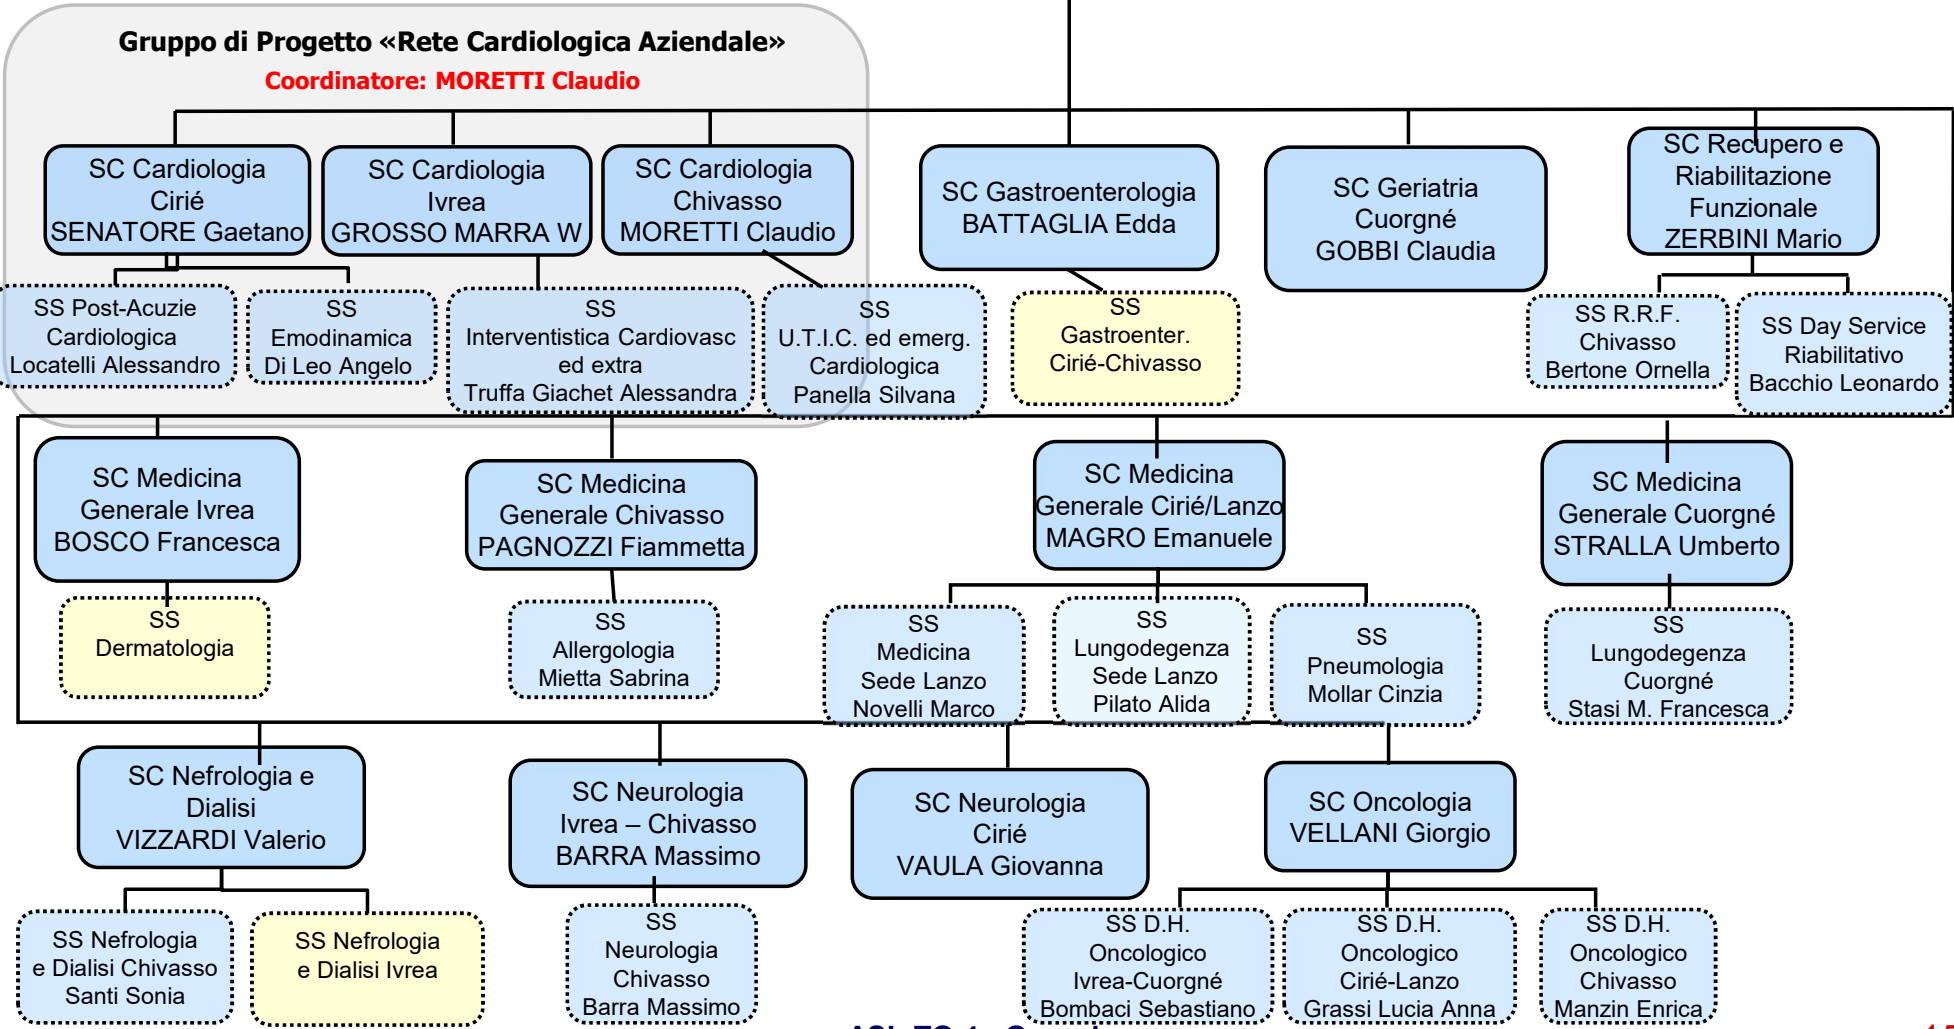 Gruppo di Progetto «Rete Cardiologica Aziendale»
Coordinatore: MORETTI Claudio
SC Cardiologia
Cirié
SENATORE Gaetano
SC Cardiologia
Ivrea
GROSSO MARRA W
SC Cardiologia
Chivasso
MORETTI Claudio
SC Gastroenterologia
BATTAGLIA Edda
SC Geriatria
Cuorgné
GOBBI Claudia
SC Recupero e
Riabilitazione
Funzionale
ZERBINI Mario
SS Post-Acuzie
Cardiologica
Locatelli Alessandro
SS
Emodinamica
Di Leo Angelo
SS
Interventistica Cardiovasc
ed extra
Truffa Giachet Alessandra
SS
U.T.I.C. ed emerg.
Cardiologica
Panella Silvana
SS
Gastroenter.
Cirié-Chivasso
SS R.R.F.
Chivasso
Bertone Ornella
SS Day Service
Riabilitativo
Bacchio Leonardo
SC Medicina
Generale Ivrea
BOSCO Francesca
SC Medicina
Generale Chivasso
PAGNOZZI Fiammetta
SC Medicina
Generale Cirié/Lanzo
MAGRO Emanuele
SC Medicina
Generale Cuorgné
STRALLA Umberto
SS
Dermatologia
SS
Allergologia
Mietta Sabrina
SS
Medicina
Sede Lanzo
Novelli Marco
SS
Lungodegenza
Sede Lanzo
Pilato Alida
SS
Pneumologia
Mollar Cinzia
SS
Lungodegenza
Cuorgné
Stasi M. Francesca
SC Nefrologia e
Dialisi
VIZZARDI Valerio
SC Neurologia
Ivrea – Chivasso
BARRA Massimo
SC Neurologia
Cirié
VAULA Giovanna
SC Oncologia
VELLANI Giorgio
SS Nefrologia
e Dialisi Chivasso
Santi Sonia
SS Nefrologia
e Dialisi Ivrea
SS
Neurologia
Chivasso
Barra Massimo
SS D.H.
Oncologico
Ivrea-Cuorgné
Bombaci Sebastiano
SS D.H.
Oncologico
Cirié-Lanzo
Grassi Lucia Anna
SS D.H.
Oncologico
Chivasso
Manzin Enrica